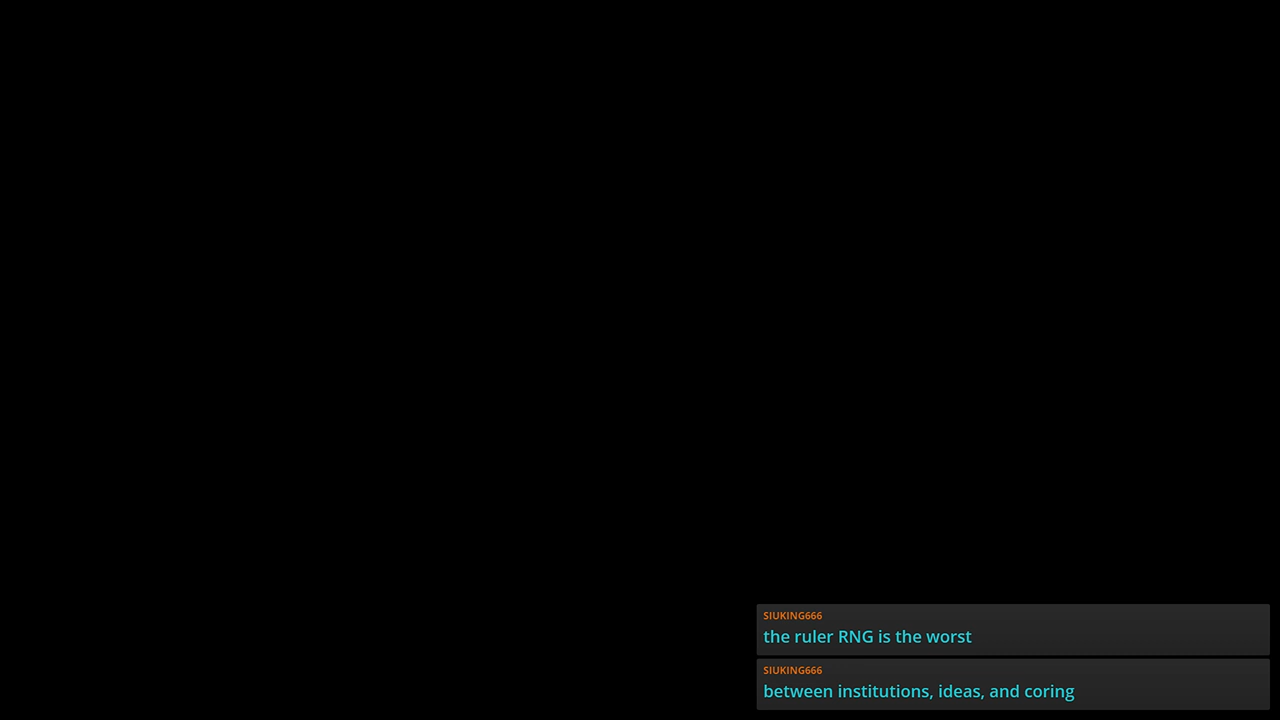 SIUKING666
the ruler RNG is the worst
SIUKING666
between institutions, ideas, and coring